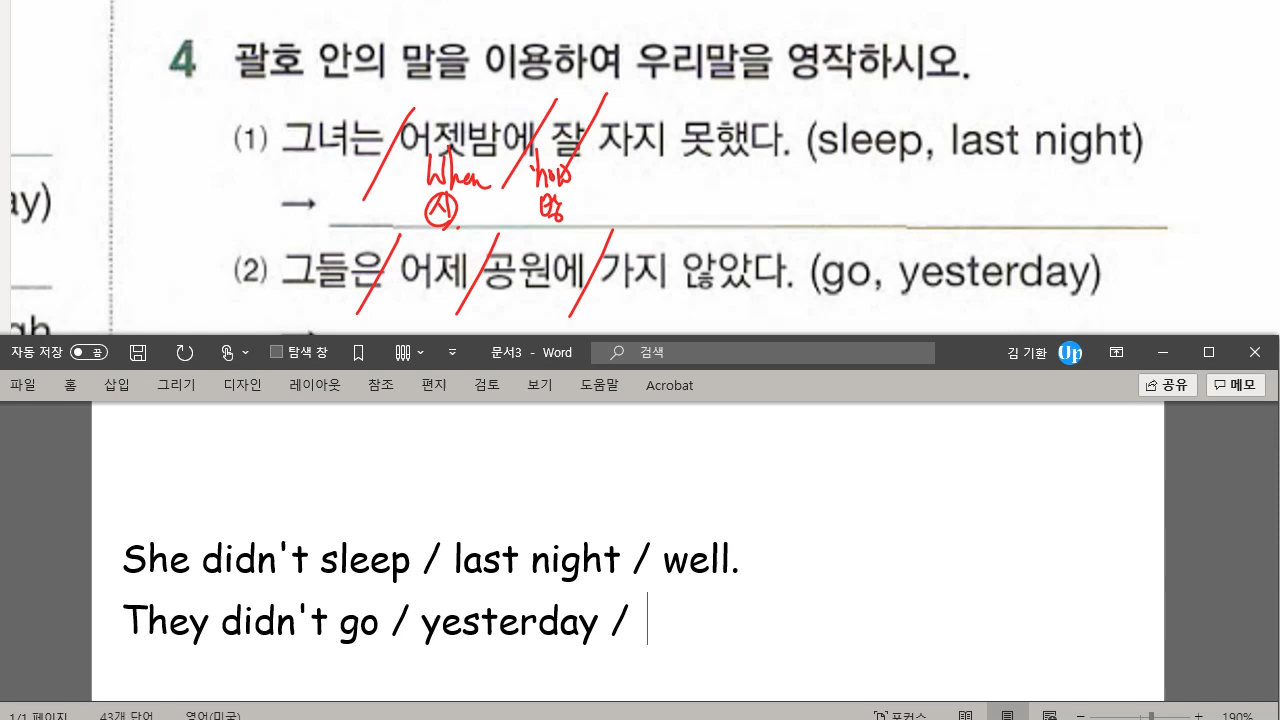 4 괄호 안의 말을 이용하여 우리말을 영작하시오.
(1) 그녀는 어젯밤에 잘 자지 못했다. (sleep, last night)
when how
시.
→
ay)
(2) 그들은 어제 공원에 가지 않았다. (go, yesterday)
자동 저장 끔 탐색 창 문서3 - Word 검색 김 기환 Up
파일 홈 삽입 그리기 디자인 레이아웃 참조 편지 검토 보기 도움말 Acrobat 공유 메모
She didn't sleep / last night / well.
They didn't go / yesterday /
1/1 페이지 43개 단어 영어(미국) 포커스 190%